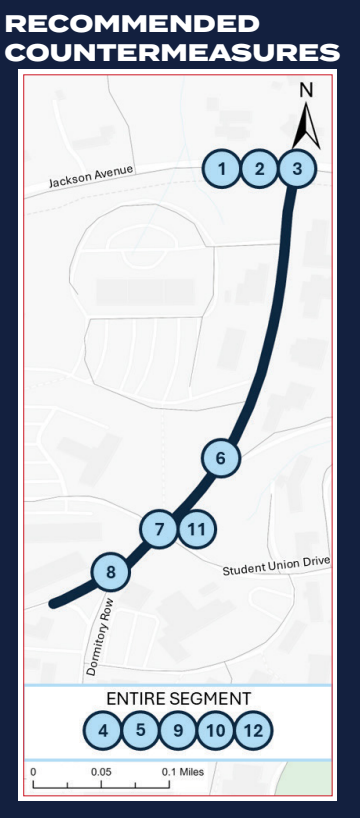 RECOMMENDED
COUNTERMEASURES
N
1 2 3
Jackson Avenue
6
7 11
Student Union Drive
8
Dormitory Row
ENTIRE SEGMENT
4 5 9 10 12
0 0.05 0.1 Miles